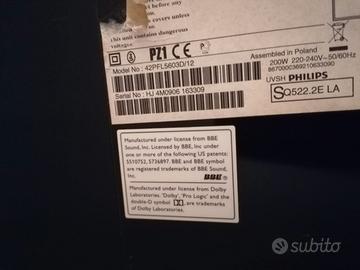 of this covers unless
dangerous
voltages.
PZ1 CE P
Model No : 42PFL5603D/12
Serial No : HJ 4M0906 163309
Assembled in Poland
200W 220-240V~50/60Hz
867000C3692106330 90
UVSH PHILIPS
SQ522.2E LA
Manufactured under license from BBE
Sound, Inc. Licensed by BBE, Inc under
one or more of the following US patents:
5510752, 5736897. BBE and BBE symbol
are registered trademarks of BBE
Sound, Inc.
BBE ®
Manufactured under license from Dolby
Laboratories. 'Dolby', 'Pro Logic' and the
double-D symbol are trademarks
of Dolby Laboratories.
subito